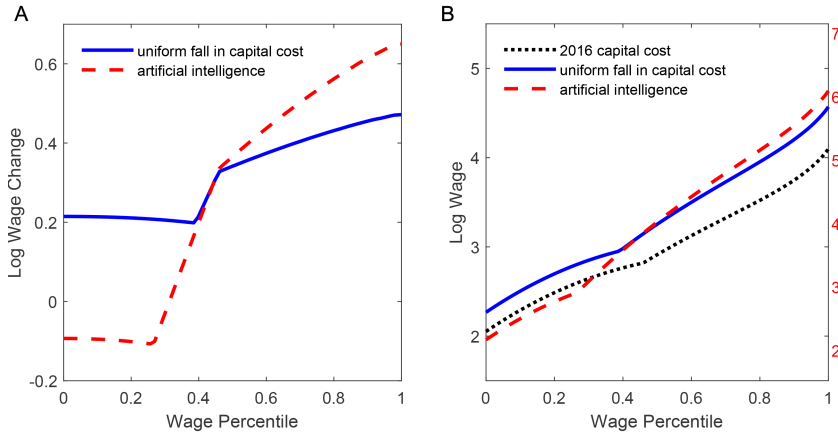 A
uniform fall in capital cost
artificial intelligence
0.6
0.4
0.2
0
-0.2
Log Wage Change
0 0.2 0.4 0.6 0.8 1
Wage Percentile
B
2016 capital cost
uniform fall in capital cost
artificial intelligence
5
4
3
2
Log Wage
0 0.2 0.4 0.6 0.8 1
Wage Percentile
7
6
5
4
3
2